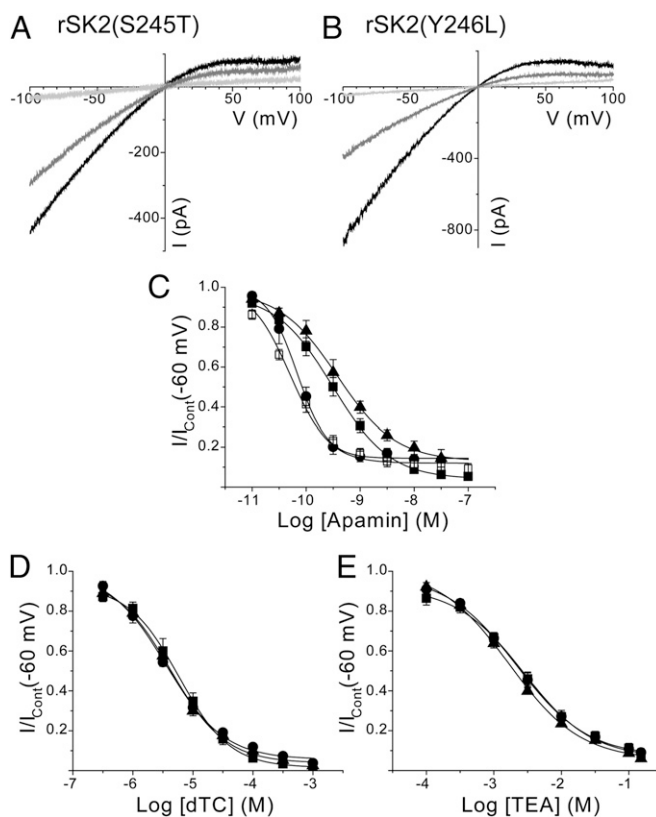 A rSK2(S245T)
B rSK2(Y246L)
-100 -50 50 100
V (mV)
-200
-400
I (pA)
-100 -50 50 100
V (mV)
-400
-800
I (pA)
C
1.0
0.8
0.6
0.4
0.2
I/I_Cont(-60 mV)
-11 -10 -9 -8 -7
Log [Apamin] (M)
D
1.0
0.8
0.6
0.4
0.2
I/I_Cont(-60 mV)
-7 -6 -5 -4 -3
Log [dTC] (M)
E
1.0
0.8
0.6
0.4
0.2
I/I_Cont(-60 mV)
-4 -3 -2 -1
Log [TEA] (M)